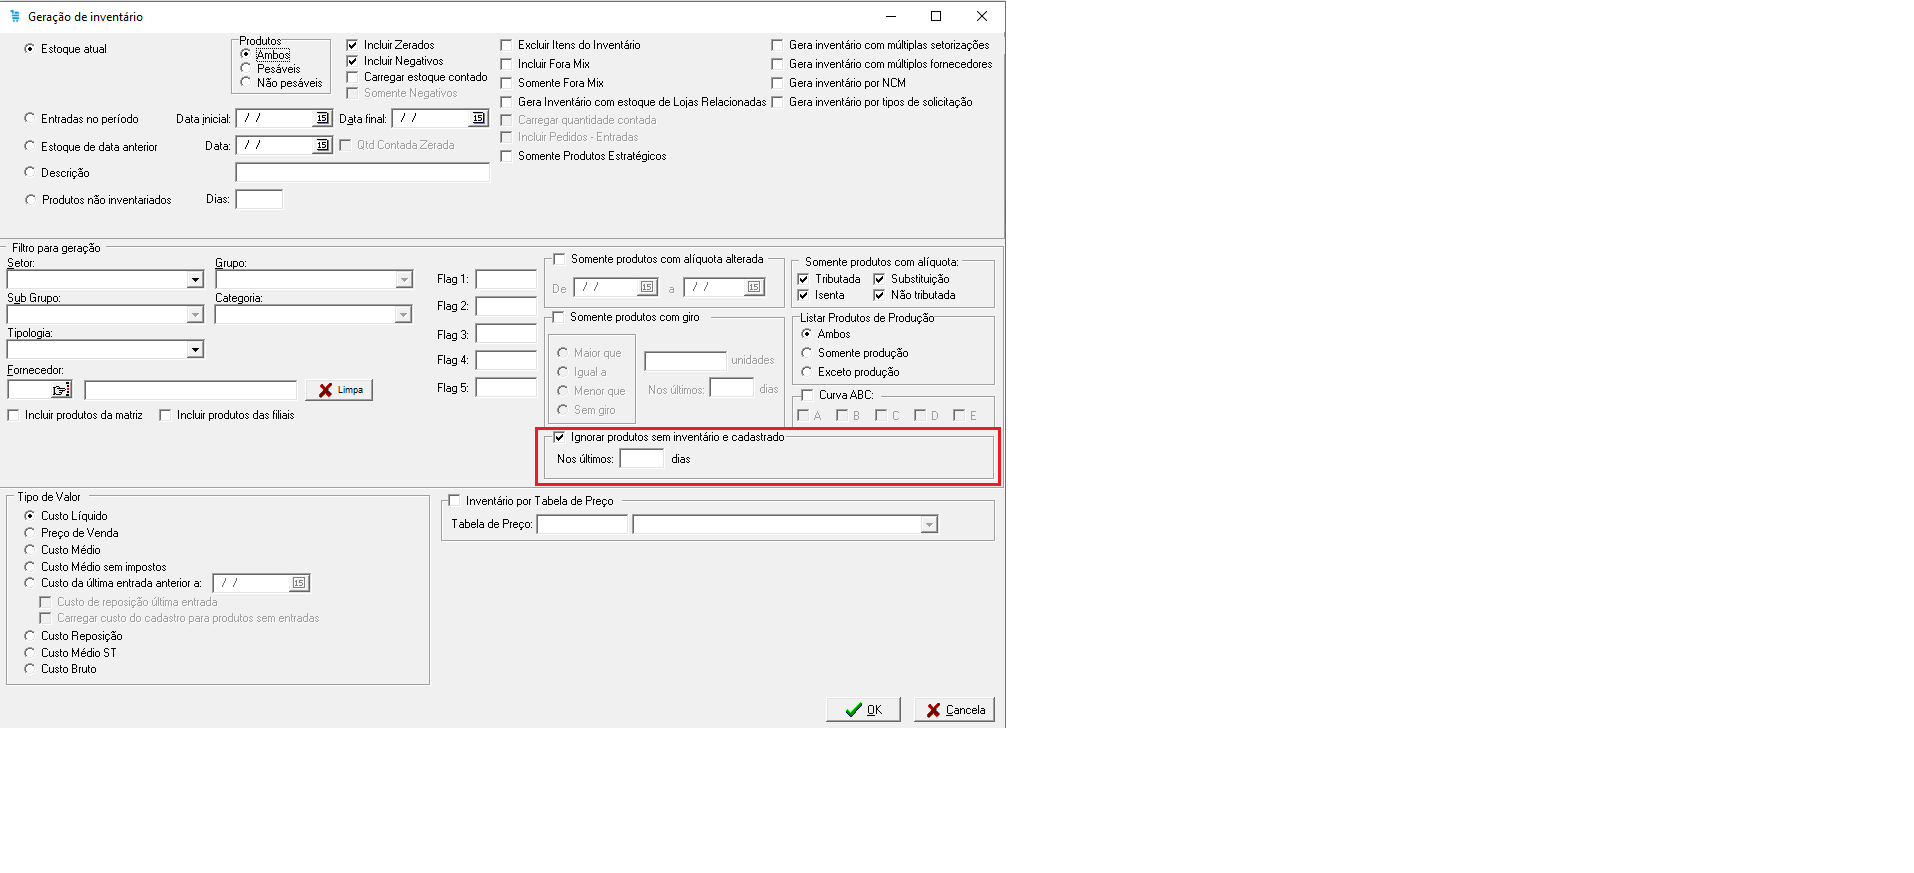 Geração de inventário
Estoque atual
Produtos
Ambos
Pesáveis
Não pesáveis
Incluir Zerados
Incluir Negativos
Carregar estoque contado
Somente Negativos
Excluir Itens do Inventário
Incluir Fora Mix
Somente Fora Mix
Gera Inventário com estoque de Lojas Relacionadas
Carregar quantidade contada
Incluir Pedidos - Entradas
Somente Produtos Estratégicos
Gera inventário com múltiplas setorizações
Gera inventário com múltiplos fornecedores
Gera inventário por NCM
Gera inventário por tipos de solicitação
Entradas no período
Data inicial: / / 15
Data final: / / 15
Estoque de data anterior
Data: / / 15
Qtd Contada Zerada
Descrição
Produtos não inventariados
Dias:
Filtro para geração
Setor:
Grupo:
Sub Grupo:
Categoria:
Tipologia:
Fornecedor:
Limpa
Incluir produtos da matriz
Incluir produtos das filiais
Flag 1:
Flag 2:
Flag 3:
Flag 4:
Flag 5:
Somente produtos com alíquota alterada
De / / 15 a / / 15
Somente produtos com giro
Maior que
Igual a
Menor que
Sem giro
unidades
Nos últimos: dias
Somente produtos com alíquota:
Tributada
Substituição
Isenta
Não tributada
Listar Produtos de Produção
Ambos
Somente produção
Exceto produção
Curva ABC:
A B C D E
Ignorar produtos sem inventário e cadastrado
Nos últimos: dias
Tipo de Valor
Custo Líquido
Preço de Venda
Custo Médio
Custo Médio sem impostos
Custo da última entrada anterior a: / / 15
Custo de reposição última entrada
Carregar custo do cadastro para produtos sem entradas
Custo Reposição
Custo Médio ST
Custo Bruto
Inventário por Tabela de Preço
Tabela de Preço:
OK
Cancela